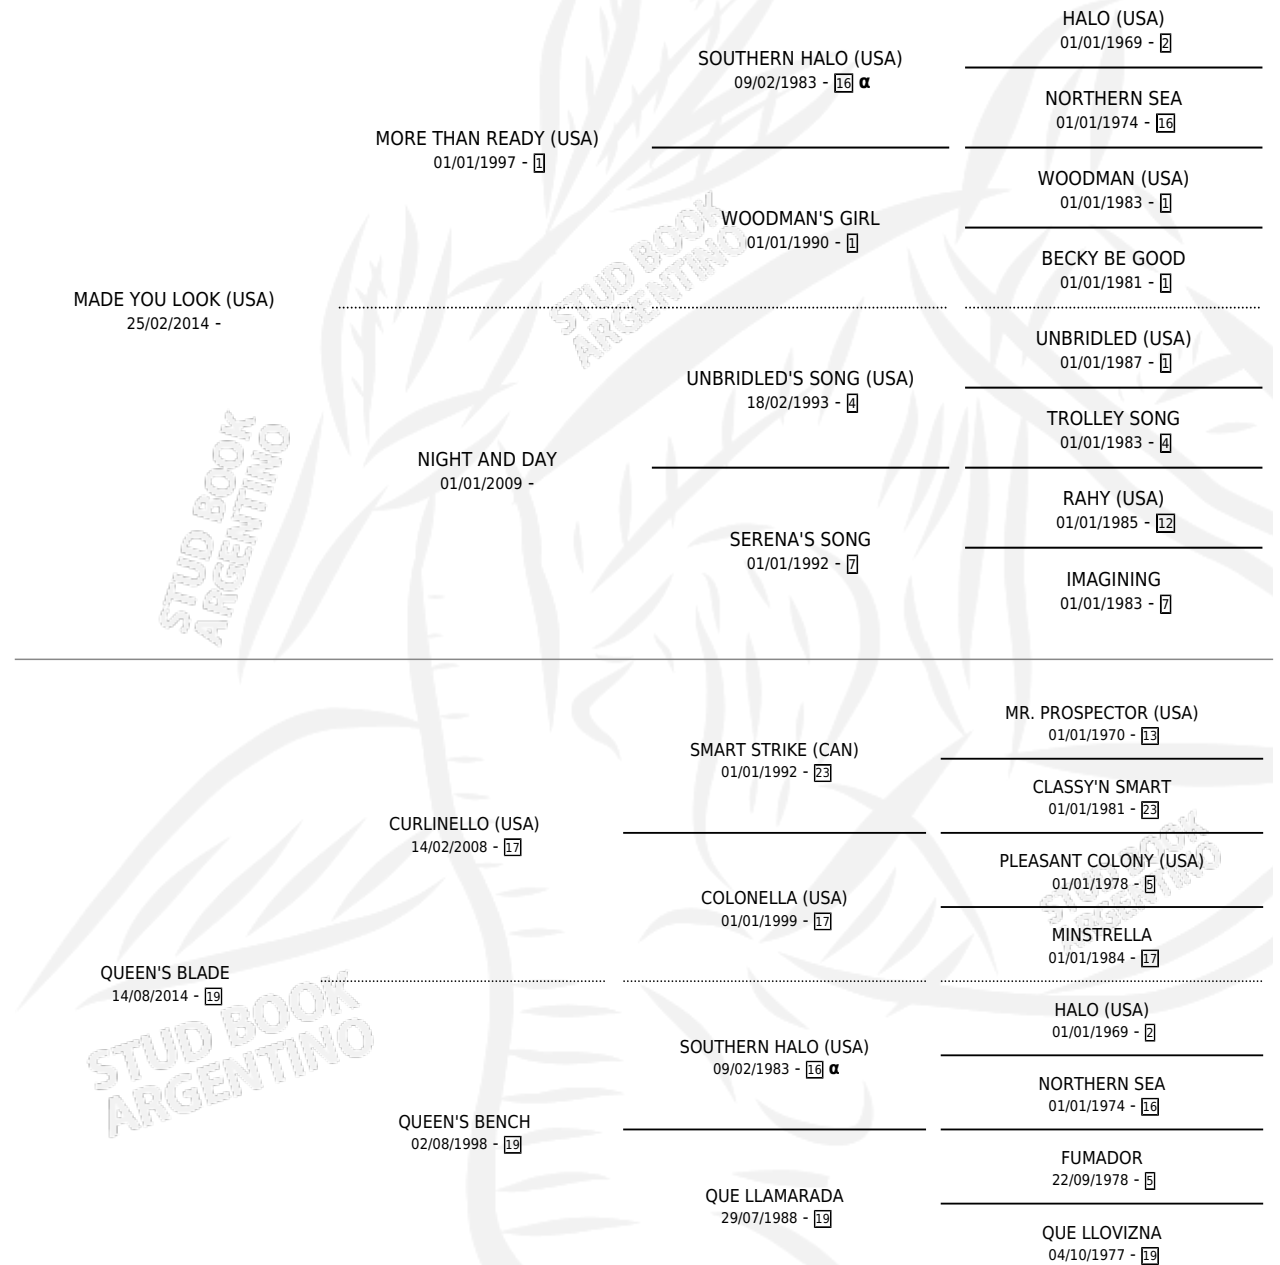 HALO (USA)
01/01/1969 - 2
SOUTHERN HALO (USA)
09/02/1983 - 16 α
NORTHERN SEA
01/01/1974 - 16
MORE THAN READY (USA)
01/01/1997 - 1
WOODMAN (USA)
01/01/1983 - 1
WOODMAN'S GIRL
01/01/1990 - 1
BECKY BE GOOD
01/01/1981 - 1
MADE YOU LOOK (USA)
25/02/2014 -
UNBRIDLED (USA)
01/01/1987 - 1
UNBRIDLED'S SONG (USA)
18/02/1993 - 4
TROLLEY SONG
01/01/1983 - 4
NIGHT AND DAY
01/01/2009 -
RAHY (USA)
01/01/1985 - 12
SERENA'S SONG
01/01/1992 - 7
IMAGINING
01/01/1983 - 7
MR. PROSPECTOR (USA)
01/01/1970 - 13
SMART STRIKE (CAN)
01/01/1992 - 23
CLASSY'N SMART
01/01/1981 - 23
CURLINELLO (USA)
14/02/2008 - 17
PLEASANT COLONY (USA)
01/01/1978 - 5
COLONELLA (USA)
01/01/1999 - 17
MINSTRELLA
01/01/1984 - 17
QUEEN'S BLADE
14/08/2014 - 19
HALO (USA)
01/01/1969 - 2
SOUTHERN HALO (USA)
09/02/1983 - 16 α
NORTHERN SEA
01/01/1974 - 16
QUEEN'S BENCH
02/08/1998 - 19
FUMADOR
22/09/1978 - 5
QUE LLAMARADA
29/07/1988 - 19
QUE LLOVIZNA
04/10/1977 - 19
STUD BOOK
ARGENTINO
STUD BOOK
ARGENTINO
STUD BOOK
ARGENTINO
STUD BOOK
ARGENTINO